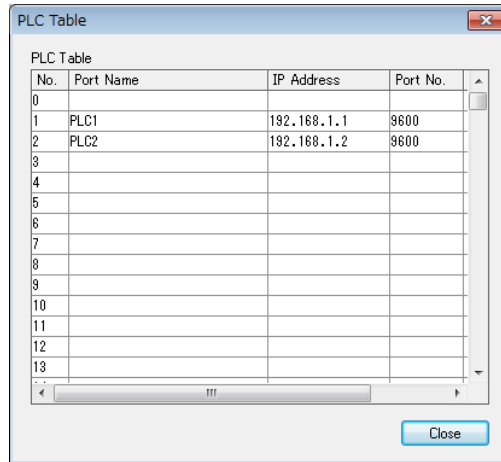 PLC Table
PLC Table
No. Port Name IP Address Port No.
0
1 PLC1 192.168.1.1 9600
2 PLC2 192.168.1.2 9600
3
4
5
6
7
8
9
10
11
12
13
Close